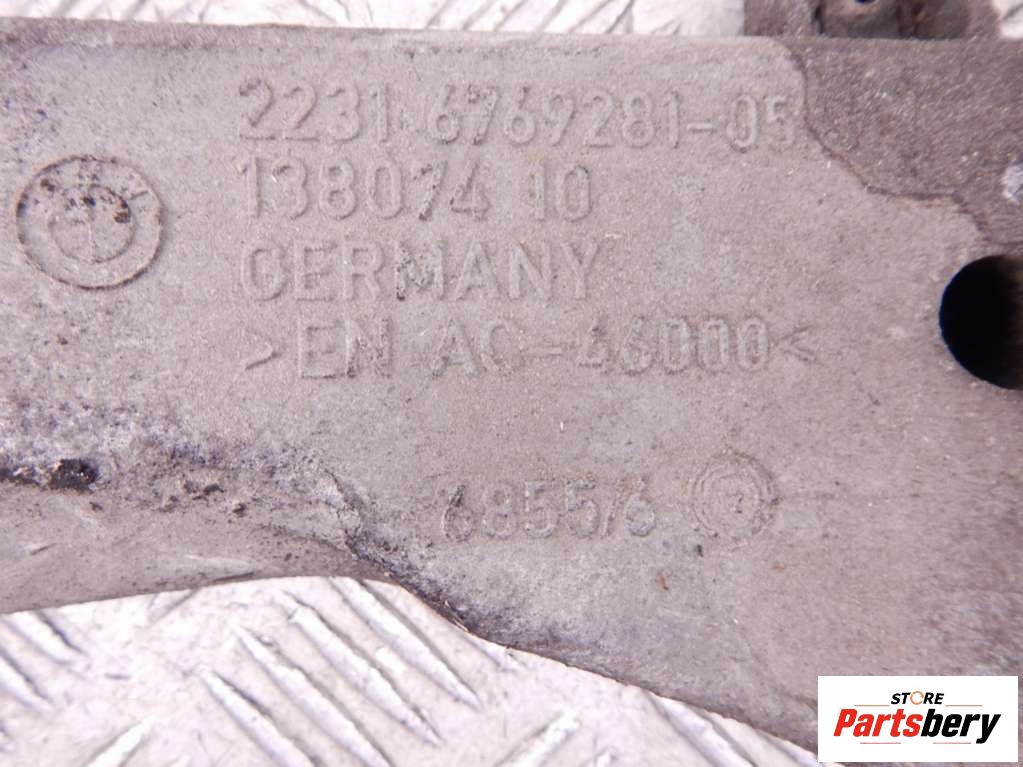 2231 6769281-05
138074 10
GERMANY
>EN AC-46000<
6855/6
STORE
Partsbery